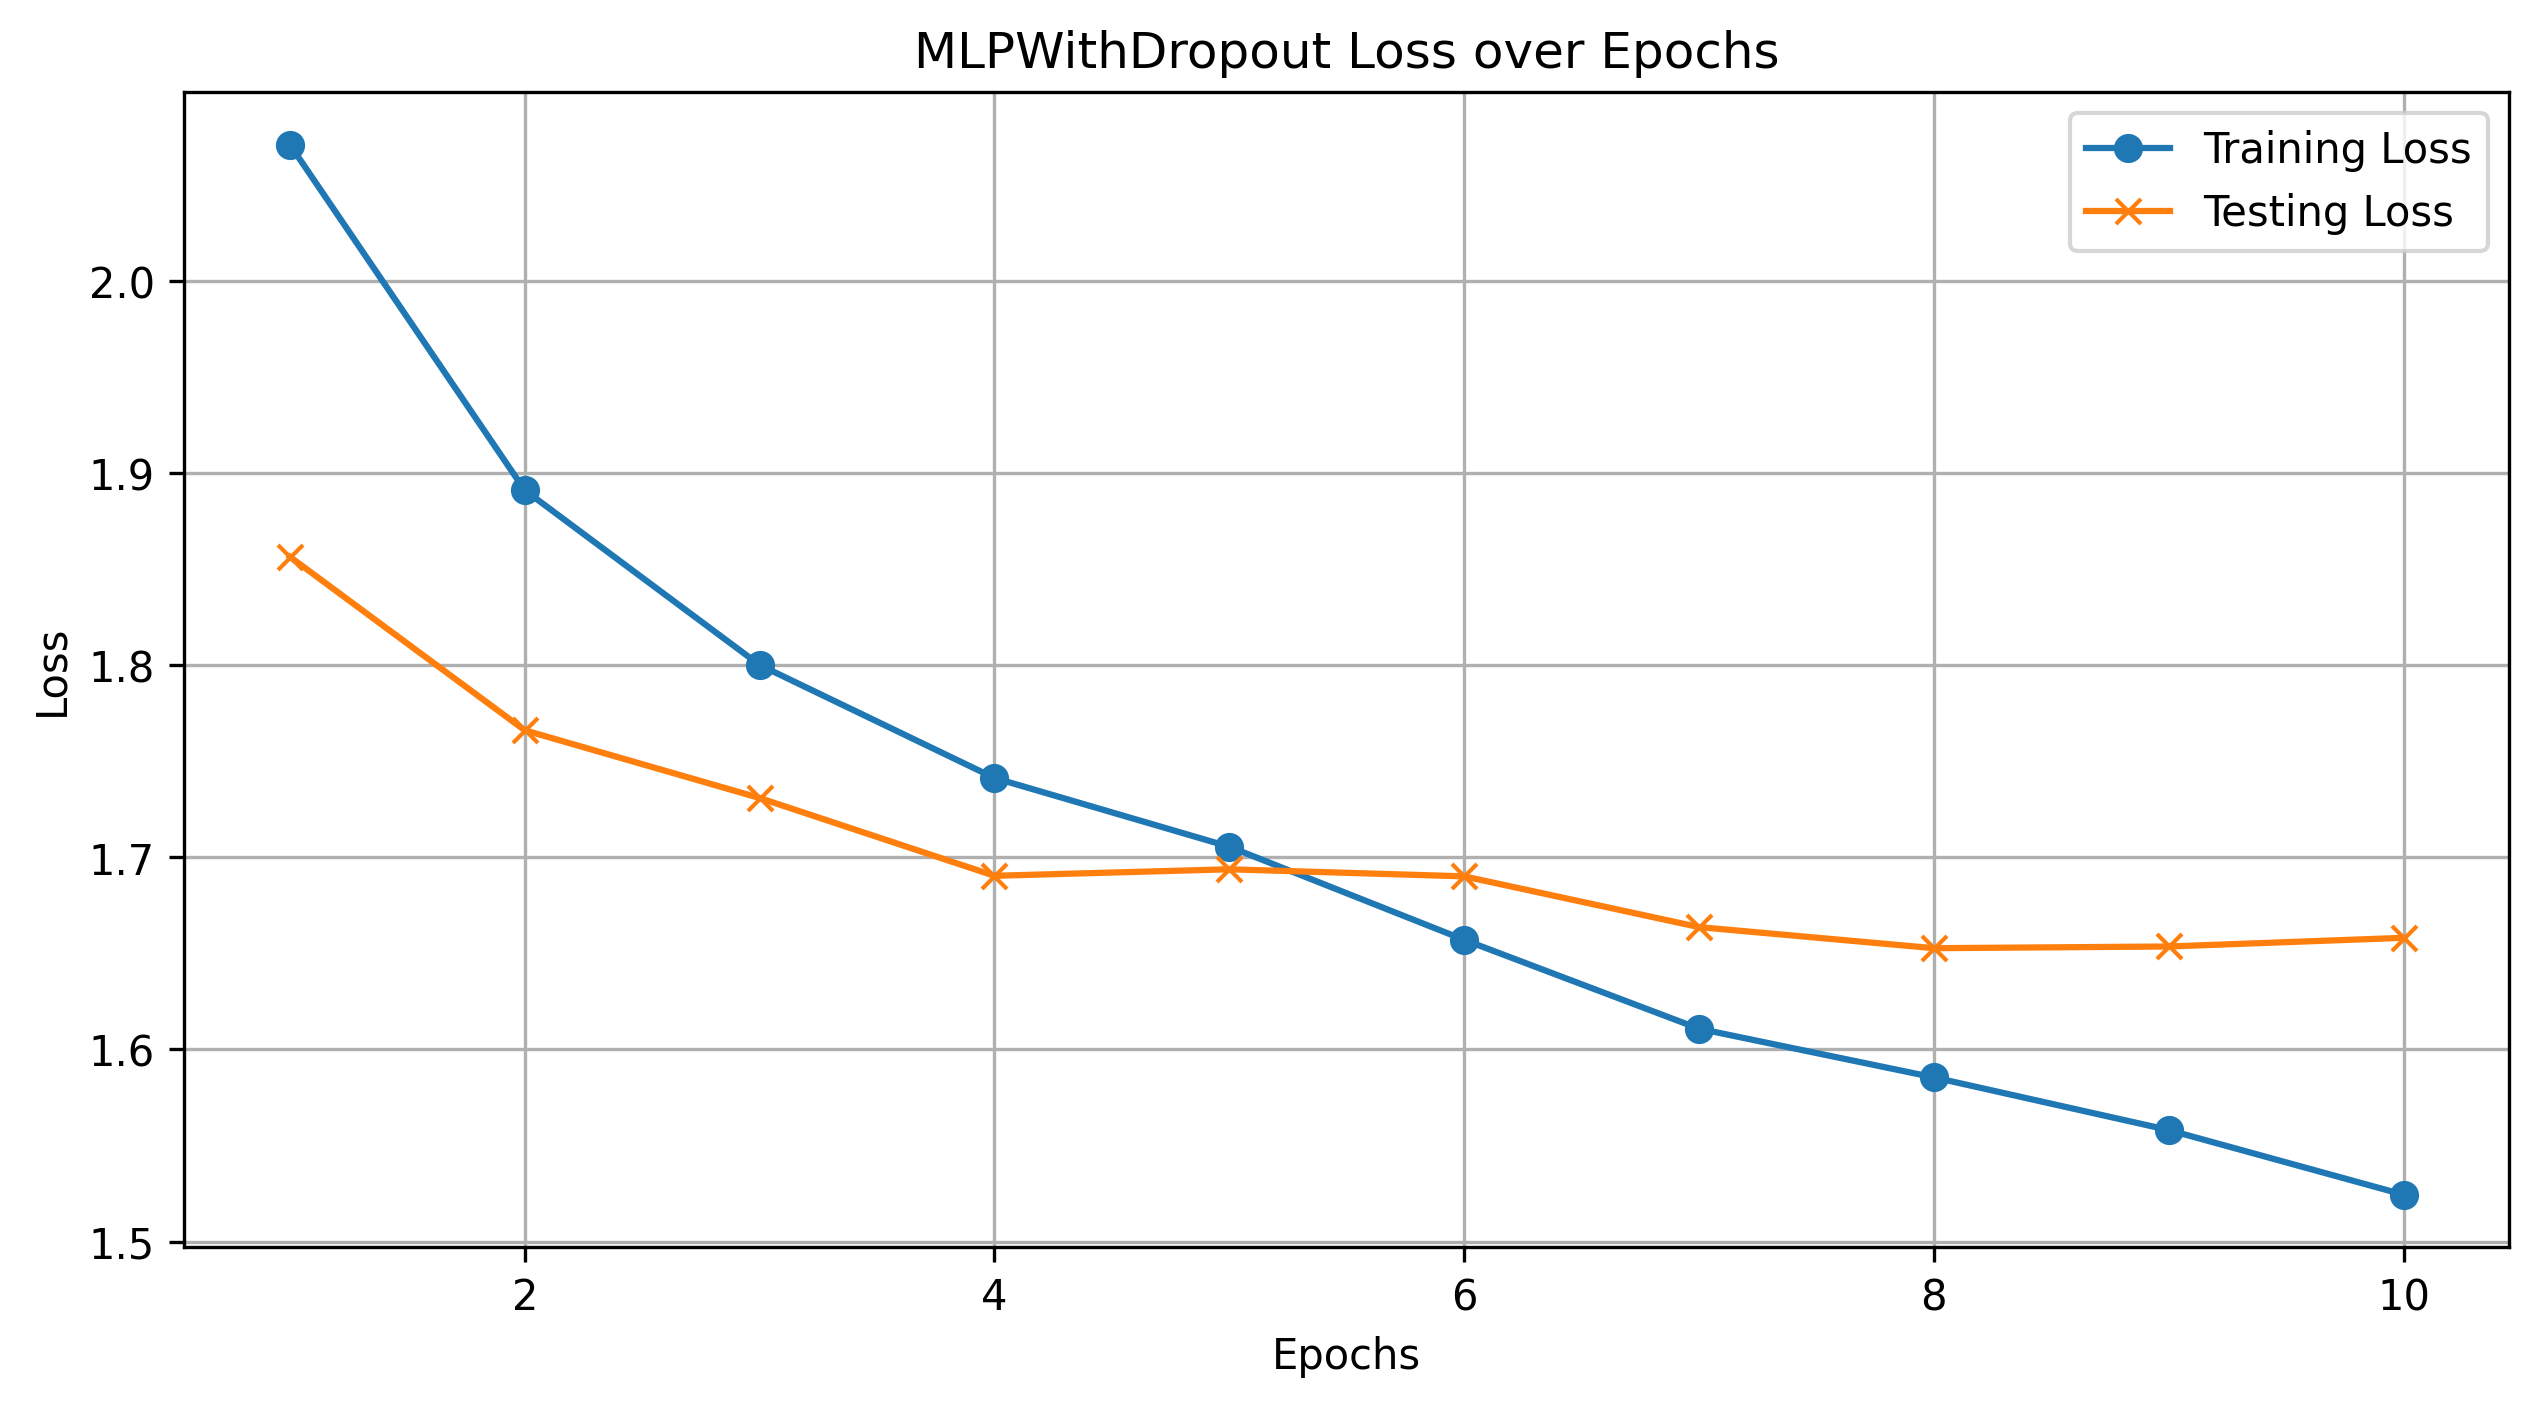 MLPWithDropout Loss over Epochs
Training Loss
Testing Loss
Loss
2.0
1.9
1.8
1.7
1.6
1.5
2 4 6 8 10
Epochs